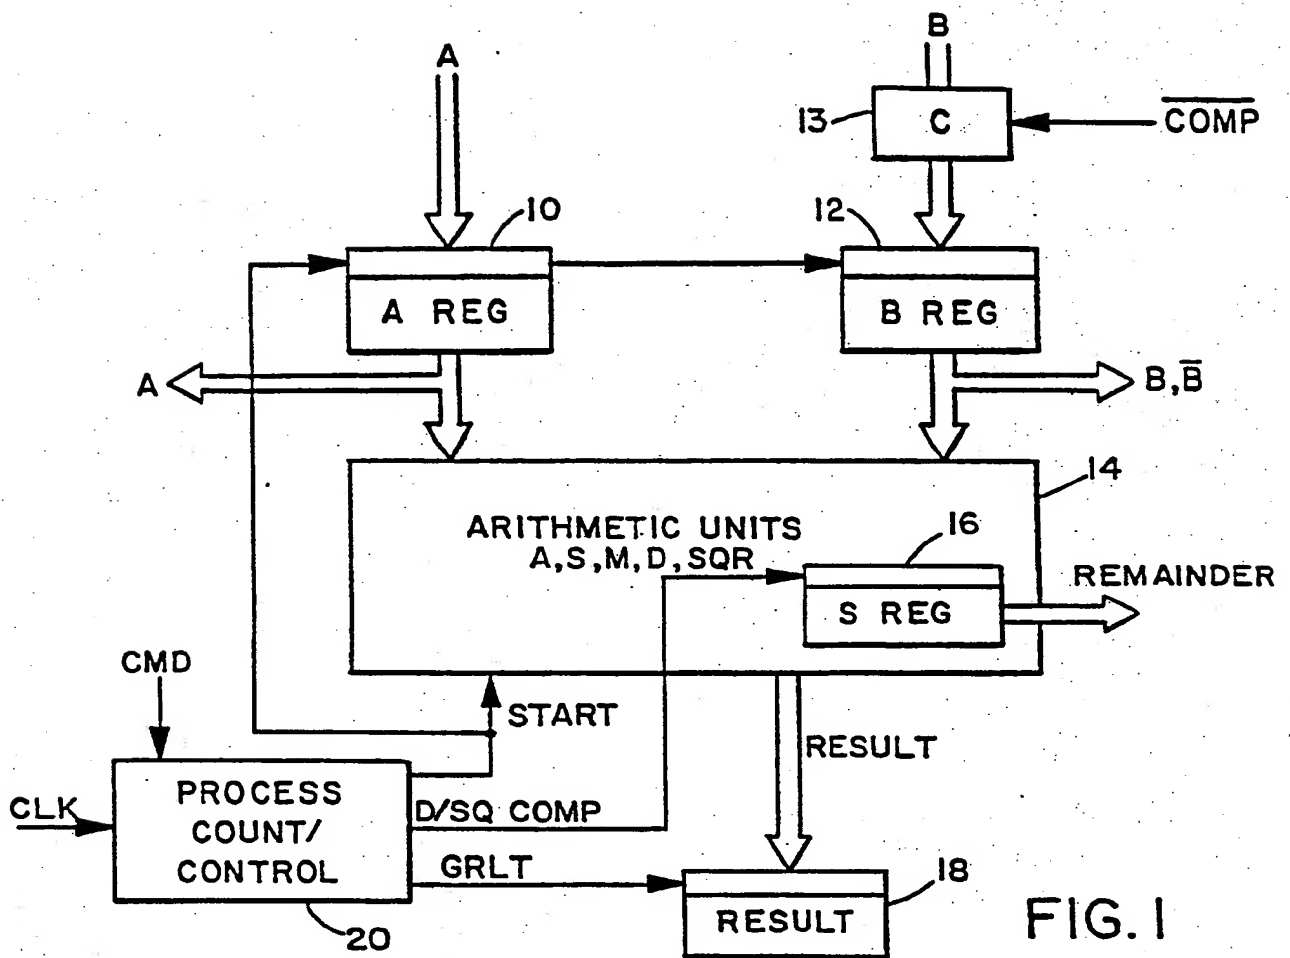 A
B
13
C
C̅O̅M̅P̅
10
12
A REG
B REG
A
B, B̅
14
ARITHMETIC UNITS
A, S, M, D, SQR
16
S REG
REMAINDER
CMD
START
RESULT
CLK
PROCESS
COUNT/
CONTROL
D/SQ COMP
GRLT
20
18
RESULT
FIG. 1